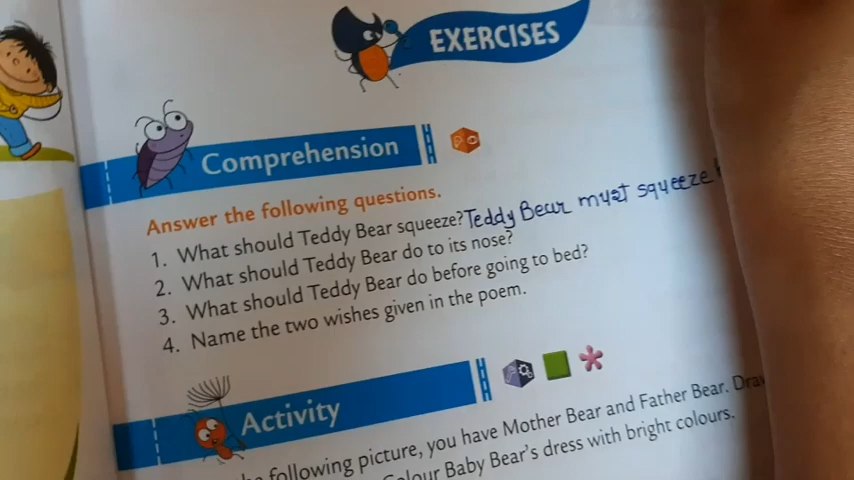 EXERCISES
Comprehension
Answer the following questions.
1. What should Teddy Bear squeeze? Teddy Bear must squeeze
2. What should Teddy Bear do to its nose?
3. What should Teddy Bear do before going to bed?
4. Name the two wishes given in the poem.
Activity
following picture, you have Mother Bear and Father Bear. Draw
Colour Baby Bear's dress with bright colours.